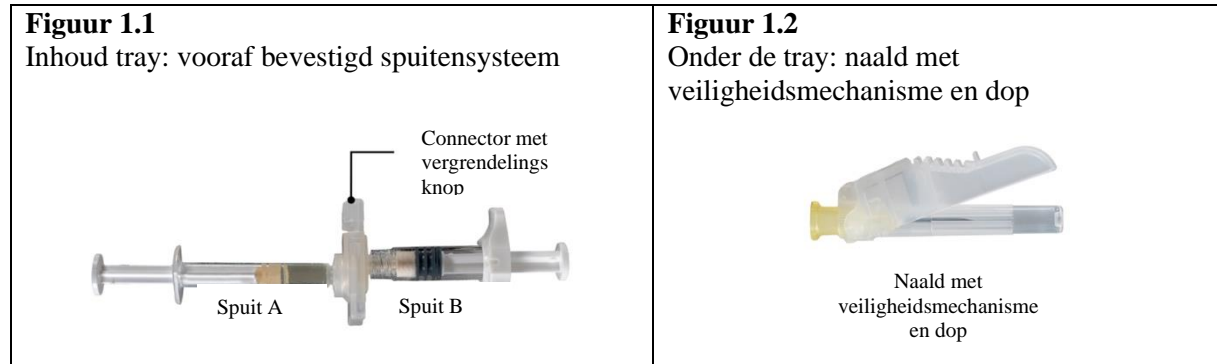 Figuur 1.1
Inhoud tray: vooraf bevestigd spuitensysteem
Connector met
vergrendelings
knop
Spuit A
Spuit B
Figuur 1.2
Onder de tray: naald met
veiligheidsmechanisme en dop
Naald met
veiligheidsmechanisme
en dop